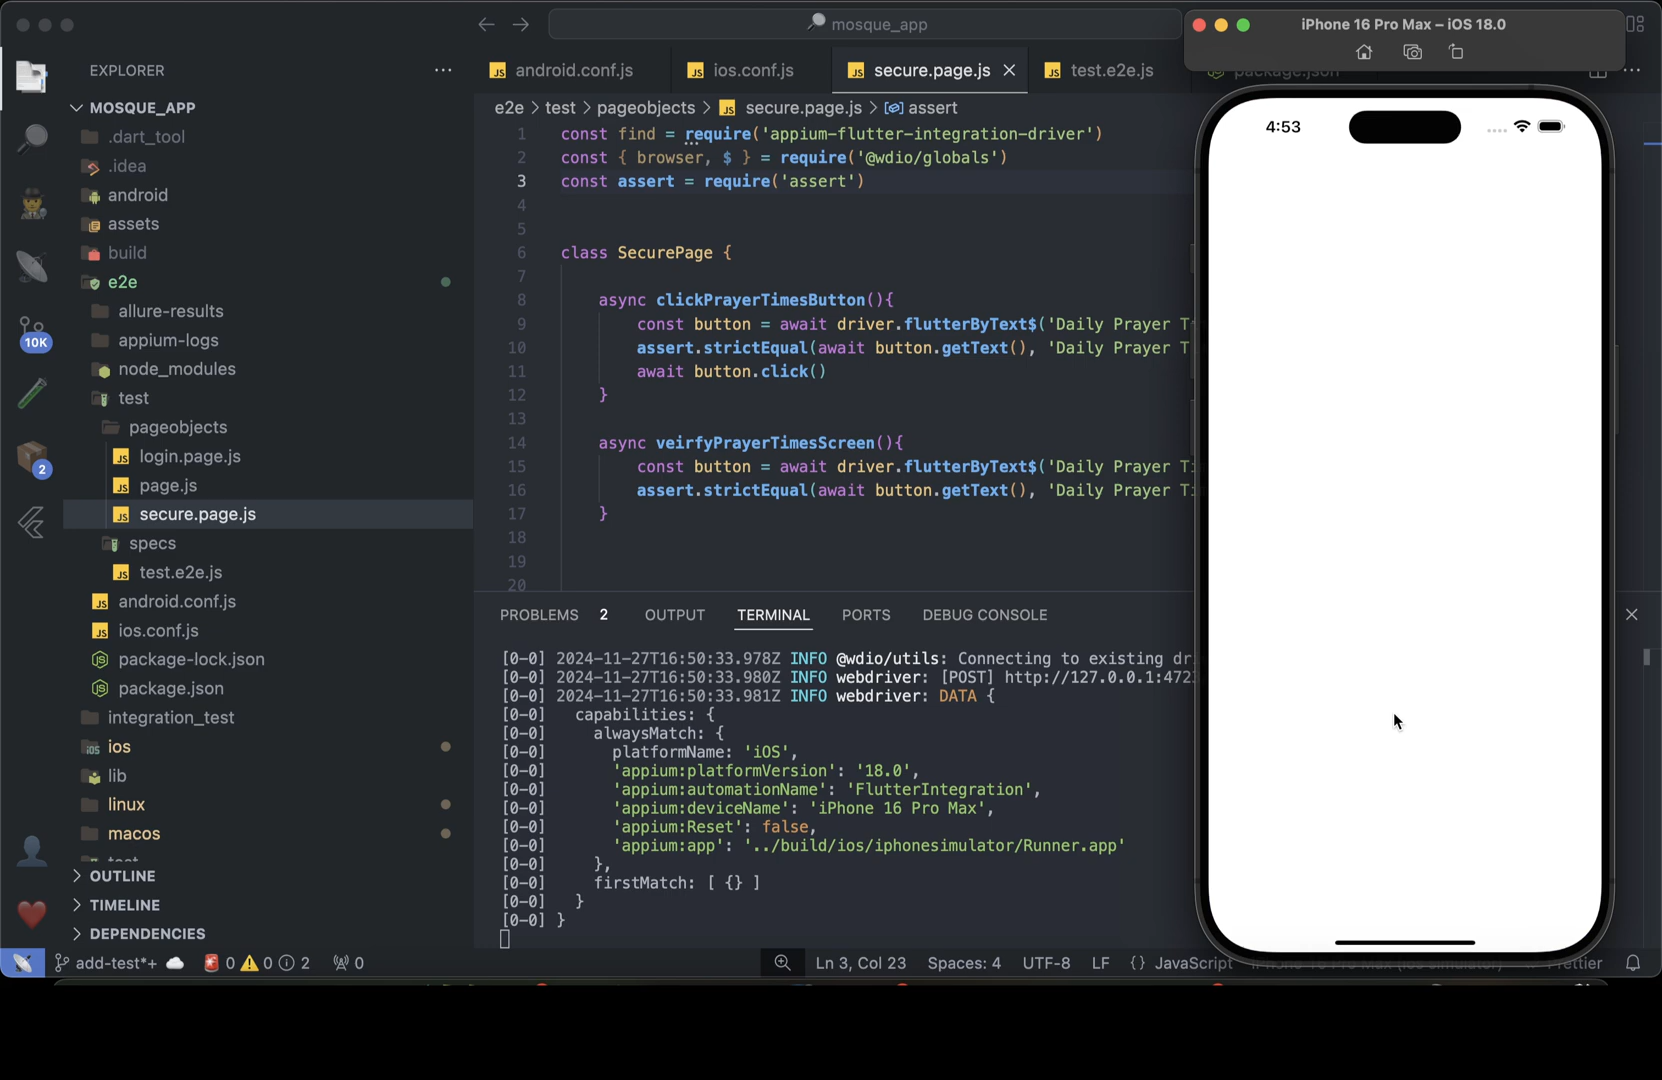 mosque_app
iPhone 16 Pro Max – iOS 18.0
EXPLORER
android.conf.js
ios.conf.js
secure.page.js
test.e2e.js
package.json
MOSQUE_APP
.dart_tool
.idea
android
assets
build
e2e
allure-results
appium-logs
node_modules
test
pageobjects
login.page.js
page.js
secure.page.js
specs
test.e2e.js
android.conf.js
ios.conf.js
package-lock.json
package.json
integration_test
ios
lib
linux
macos
test
OUTLINE
TIMELINE
DEPENDENCIES
10K
2
e2e > test > pageobjects > secure.page.js > assert
1 const find = require('appium-flutter-integration-driver')
2 const { browser, $ } = require('@wdio/globals')
3 const assert = require('assert')
4
5
6 class SecurePage {
7
8 async clickPrayerTimesButton(){
9 const button = await driver.flutterByText$('Daily Prayer T
10 assert.strictEqual(await button.getText(), 'Daily Prayer T
11 await button.click()
12 }
13
14 async veirfyPrayerTimesScreen(){
15 const button = await driver.flutterByText$('Daily Prayer Ti
16 assert.strictEqual(await button.getText(), 'Daily Prayer Ti
17 }
18
19
20
PROBLEMS 2 OUTPUT TERMINAL PORTS DEBUG CONSOLE
[0-0] 2024-11-27T16:50:33.978Z INFO @wdio/utils: Connecting to existing dr
[0-0] 2024-11-27T16:50:33.980Z INFO webdriver: [POST] http://127.0.0.1:472
[0-0] 2024-11-27T16:50:33.981Z INFO webdriver: DATA {
[0-0] capabilities: {
[0-0] alwaysMatch: {
[0-0] platformName: 'iOS',
[0-0] 'appium:platformVersion': '18.0',
[0-0] 'appium:automationName': 'FlutterIntegration',
[0-0] 'appium:deviceName': 'iPhone 16 Pro Max',
[0-0] 'appium:Reset': false,
[0-0] 'appium:app': '../build/ios/iphonesimulator/Runner.app'
[0-0] },
[0-0] firstMatch: [ {} ]
[0-0] }
[0-0] }
4:53
add-test*+ 0 0 2 0
Ln 3, Col 23 Spaces: 4 UTF-8 LF {} JavaScript iPhone 16 Pro Max (ios simulator) Prettier